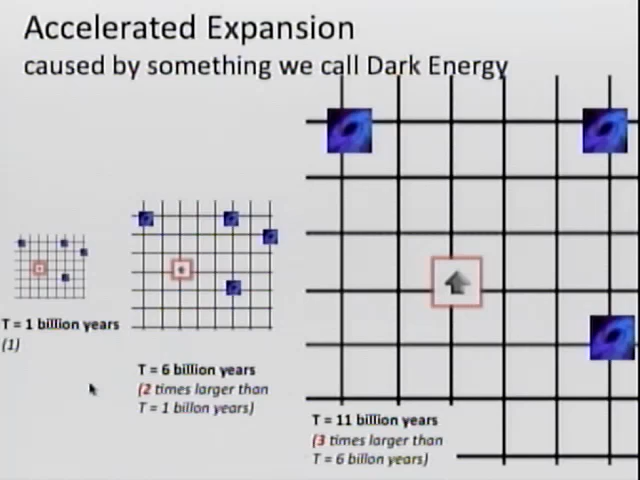 Accelerated Expansion
caused by something we call Dark Energy
T = 1 billion years
(1)
T = 6 billion years
(2 times larger than
T = 1 billon years)
T = 11 billion years
(3 times larger than
T = 6 billon years)